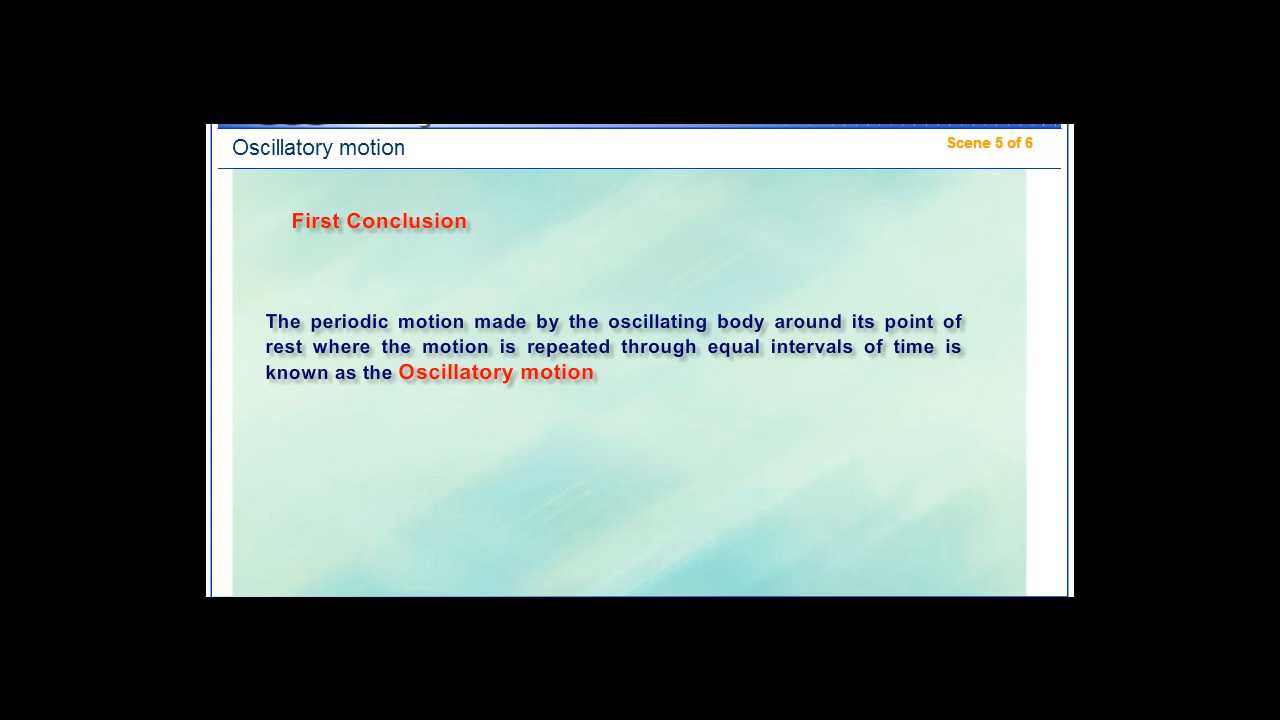 Oscillatory motion
Scene 5 of 6
First Conclusion
The periodic motion made by the oscillating body around its point of
rest where the motion is repeated through equal intervals of time is
known as the Oscillatory motion